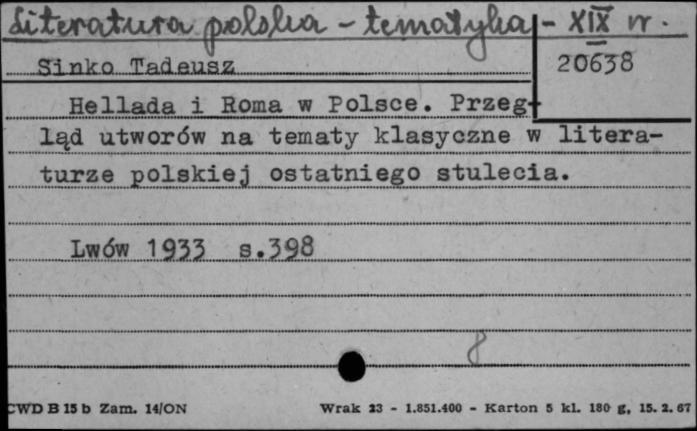 Literatura polska - tematyka - XIX w.
Sinko Tadeusz
20638
Hellada i Roma w Polsce. Przeg-
ląd utworów na tematy klasyczne w litera-
turze polskiej ostatniego stulecia.
Lwów 1933 s.398
8
CWD B 15 b Zam. 14/ON Wrak 23 - 1.851.400 - Karton 5 kl. 180 g, 15. 2. 67